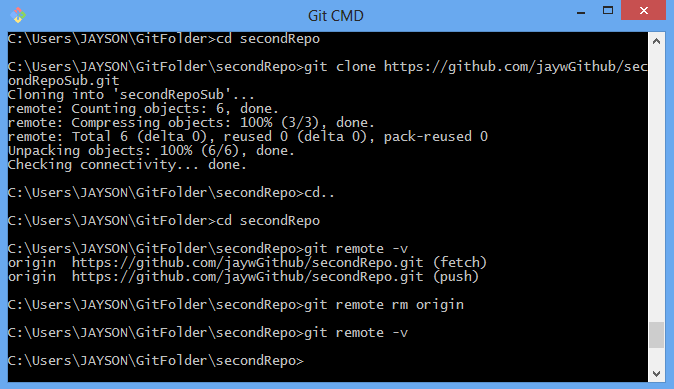 Git CMD
C:\Users\JAYSON\GitFolder>cd secondRepo
C:\Users\JAYSON\GitFolder\secondRepo>git clone https://github.com/jaywGithub/sec
ondRepoSub.git
Cloning into 'secondRepoSub'...
remote: Counting objects: 6, done.
remote: Compressing objects: 100% (3/3), done.
remote: Total 6 (delta 0), reused 0 (delta 0), pack-reused 0
Unpacking objects: 100% (6/6), done.
Checking connectivity... done.
C:\Users\JAYSON\GitFolder\secondRepo>cd..
C:\Users\JAYSON\GitFolder>cd secondRepo
C:\Users\JAYSON\GitFolder\secondRepo>git remote -v
origin  https://github.com/jaywGithub/secondRepo.git (fetch)
origin  https://github.com/jaywGithub/secondRepo.git (push)
C:\Users\JAYSON\GitFolder\secondRepo>git remote rm origin
C:\Users\JAYSON\GitFolder\secondRepo>git remote -v
C:\Users\JAYSON\GitFolder\secondRepo>